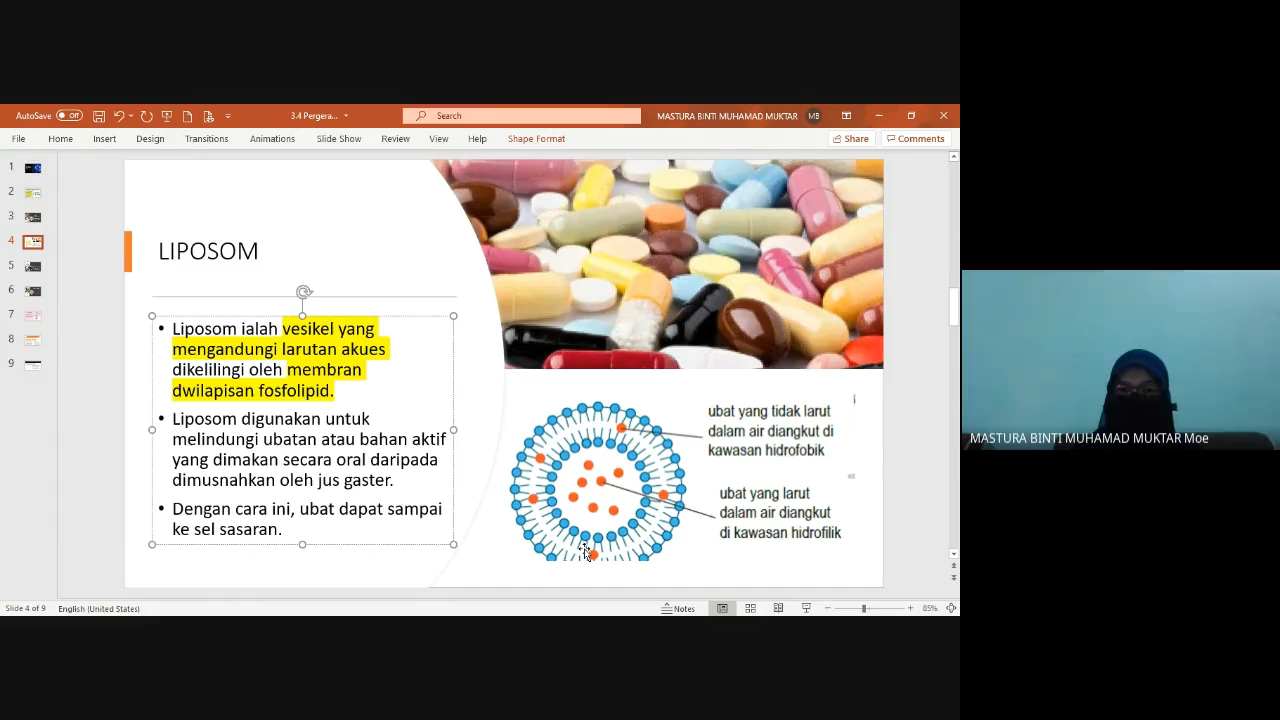 AutoSave Off 3.4 Pergera... Search MASTURA BINTI MUHAMAD MUKTAR MB
File Home Insert Design Transitions Animations Slide Show Review View Help Shape Format Share Comments
1
2
3
4
5
6
7
8
9
LIPOSOM
• Liposom ialah vesikel yang
mengandungi larutan akues
dikelilingi oleh membran
dwilapisan fosfolipid.
• Liposom digunakan untuk
melindungi ubatan atau bahan aktif
yang dimakan secara oral daripada
dimusnahkan oleh jus gaster.
• Dengan cara ini, ubat dapat sampai
ke sel sasaran.
ubat yang tidak larut
dalam air diangkut di
kawasan hidrofobik
ubat yang larut
dalam air diangkut
di kawasan hidrofilik
Slide 4 of 9 English (United States) Notes 85%
MASTURA BINTI MUHAMAD MUKTAR Moe